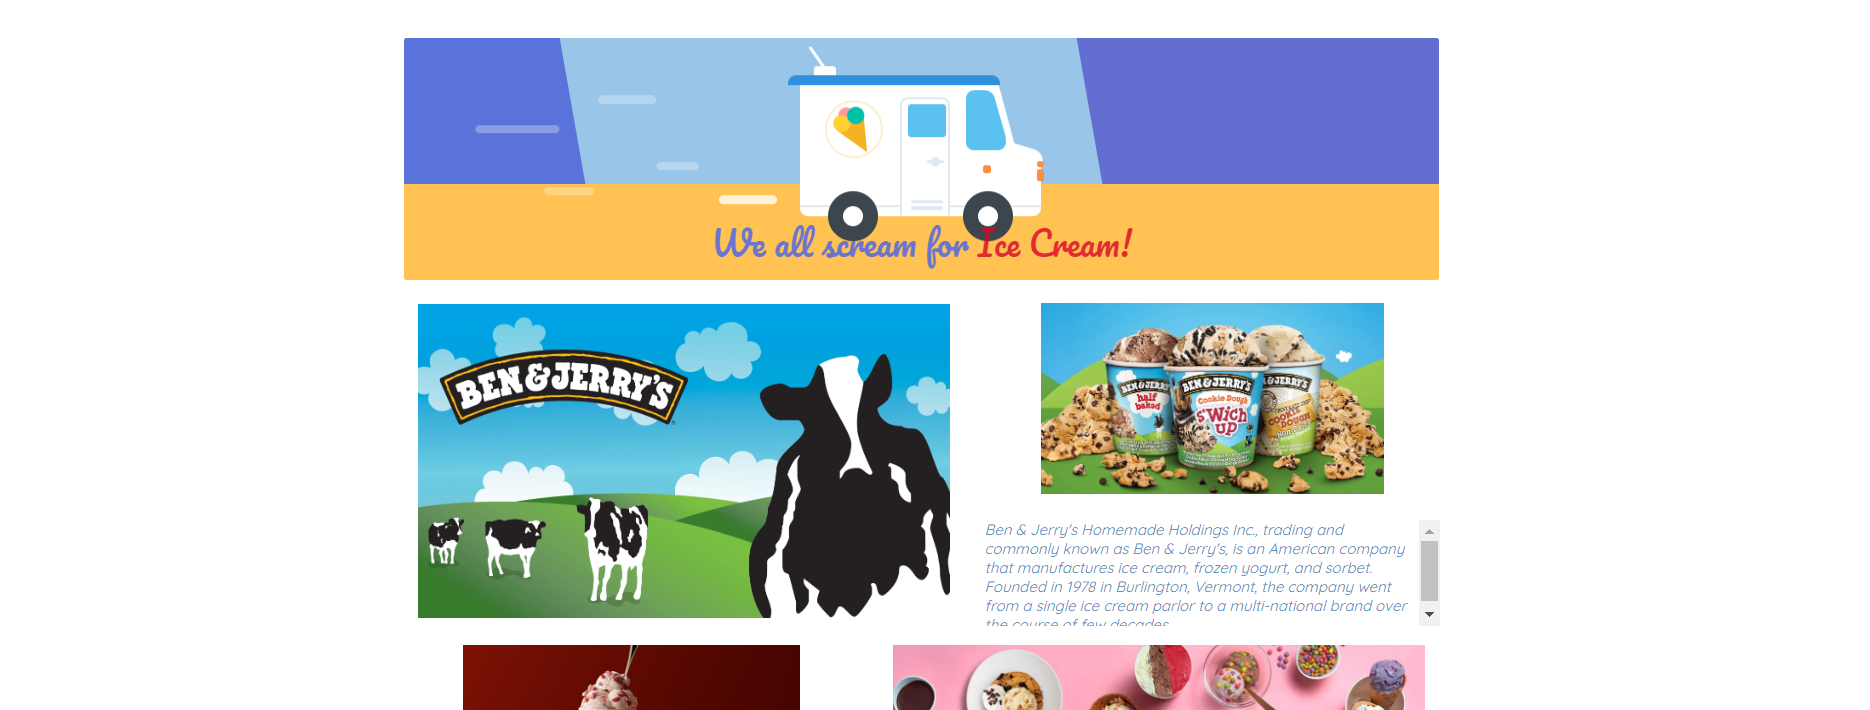 We all scream for Ice Cream!
BEN & JERRY'S
BEN & JERRY'S
half baked
BEN & JERRY'S
Cookie Dough
S'Wich UP
JERRY'S
COOKIE DOUGH
Non-Dairy
Ben & Jerry's Homemade Holdings Inc., trading and
commonly known as Ben & Jerry's, is an American company
that manufactures ice cream, frozen yogurt, and sorbet.
Founded in 1978 in Burlington, Vermont, the company went
from a single ice cream parlor to a multi-national brand over
the course of few decades